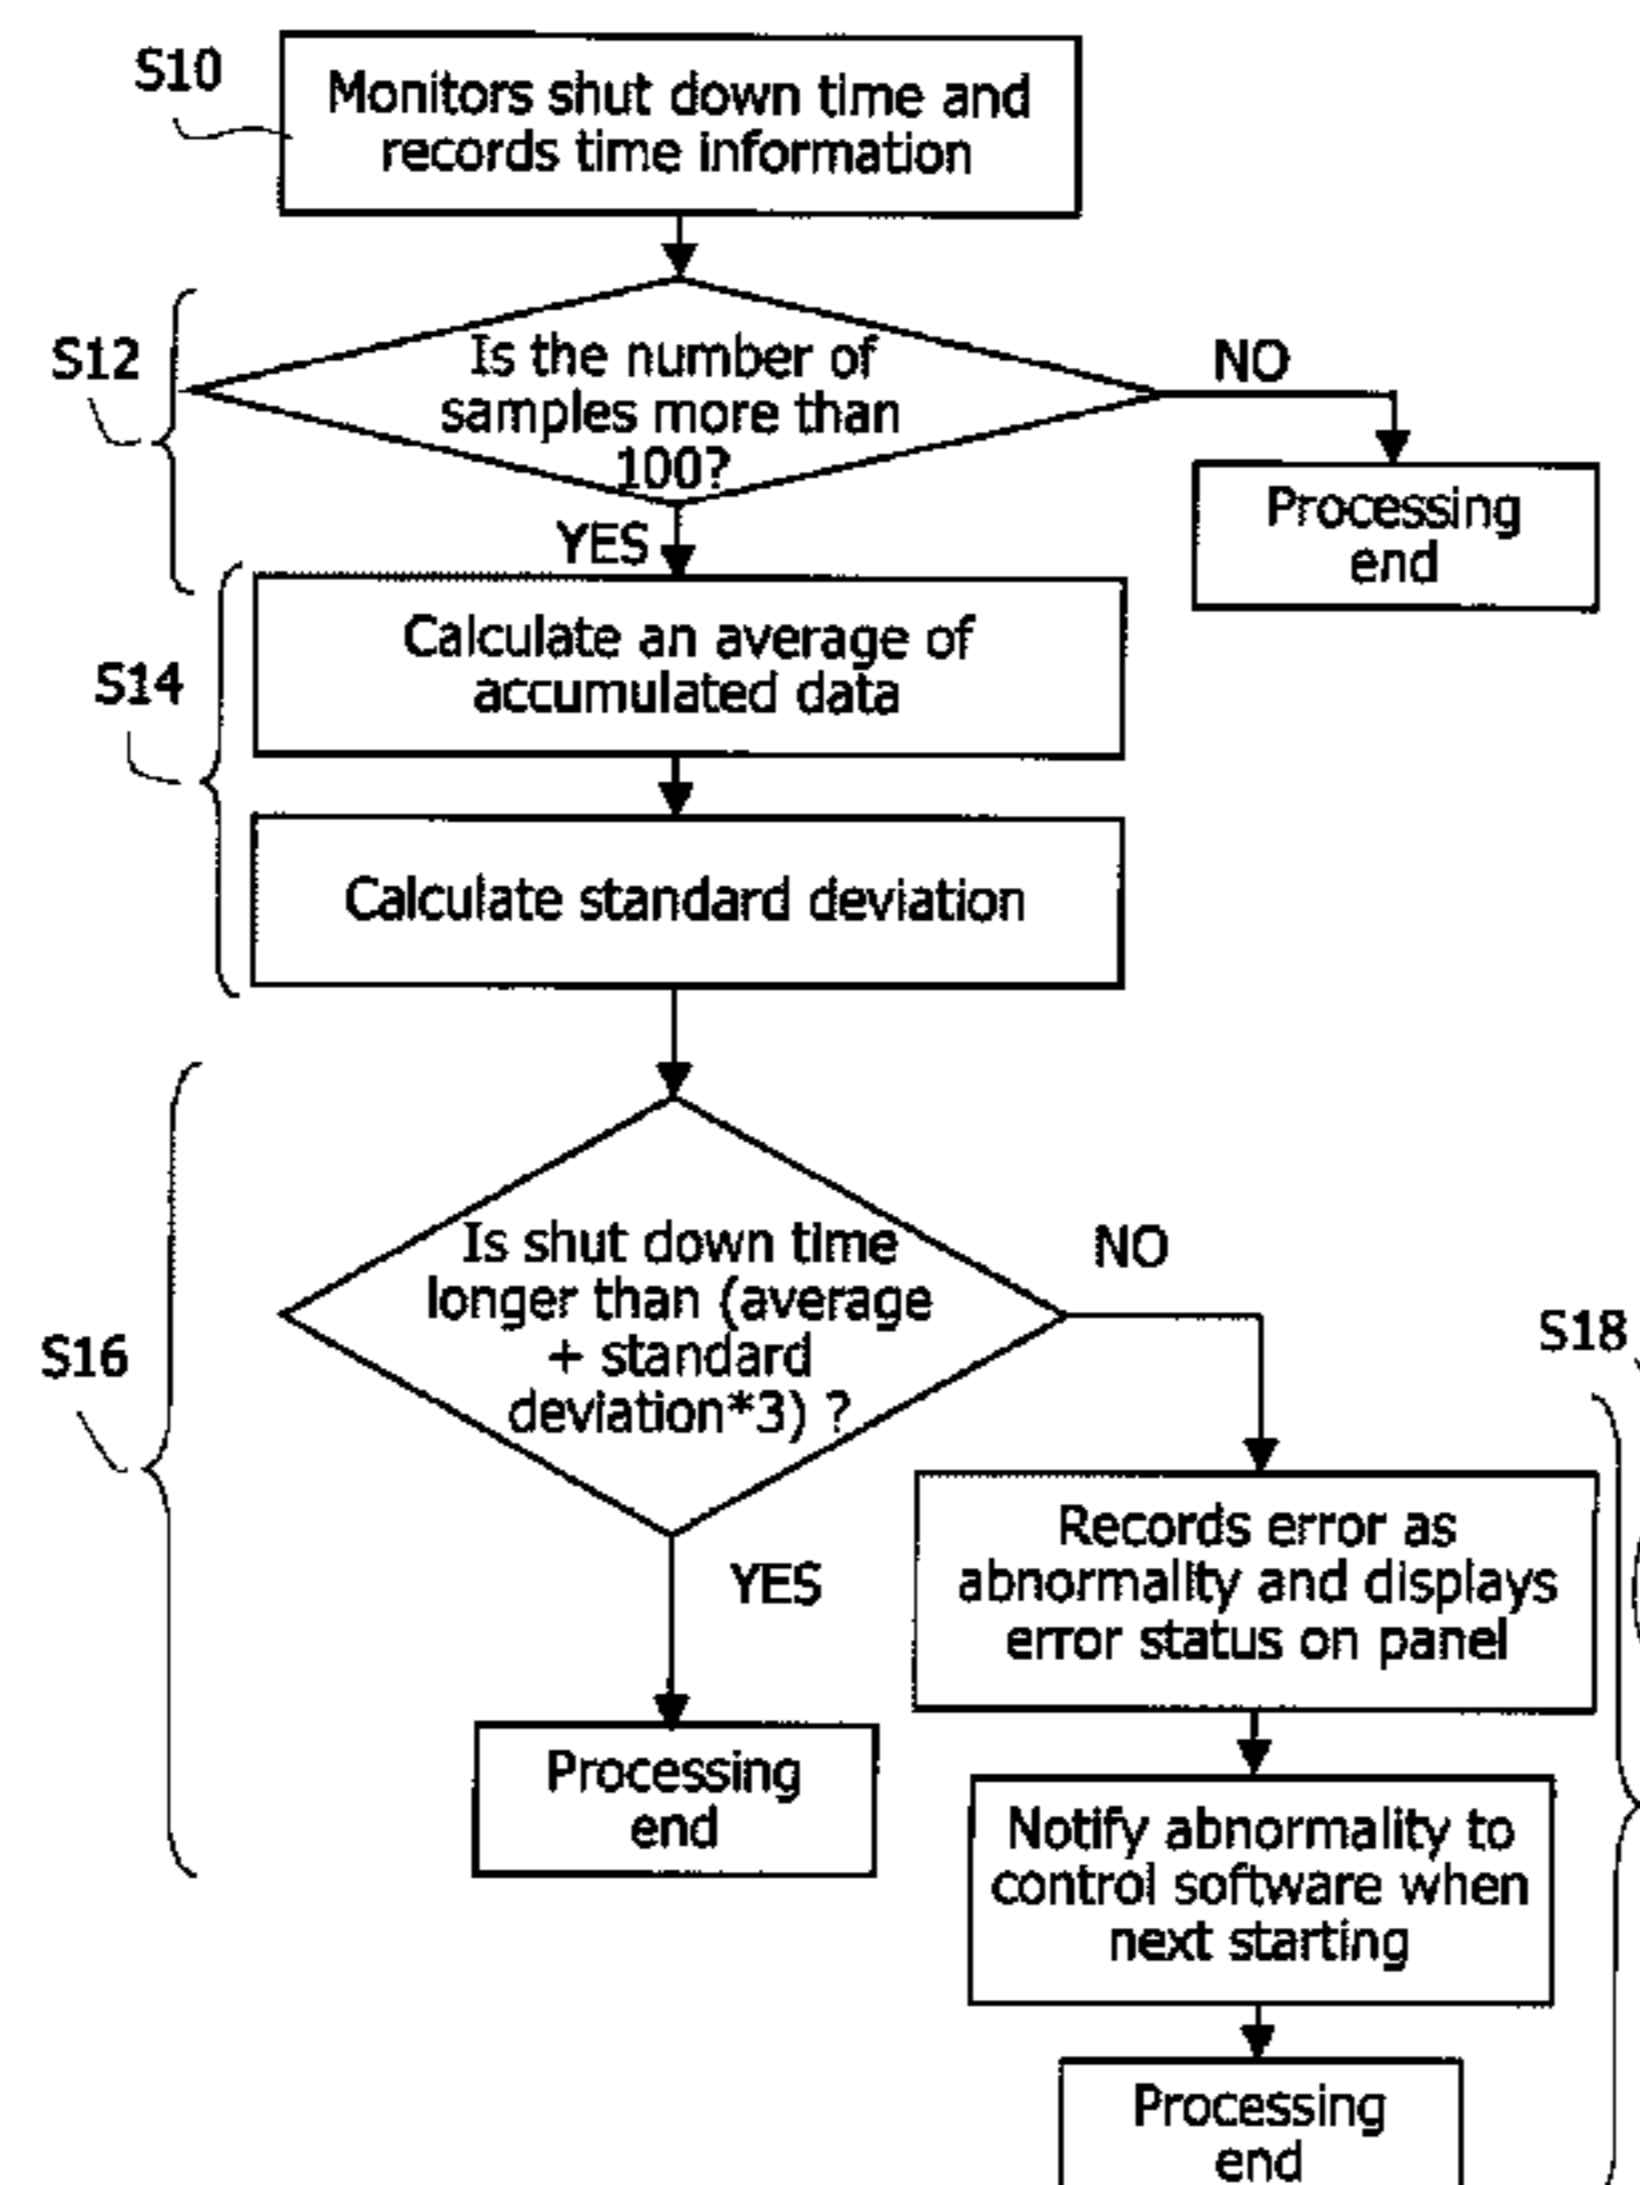 S10
Monitors shut down time and
records time information
S12
Is the number of
samples more than
100?
NO
Processing
end
YES
S14
Calculate an average of
accumulated data
Calculate standard deviation
S16
Is shut down time
longer than (average
+ standard
deviation*3) ?
NO
S18
YES
Records error as
abnormality and displays
error status on panel
Processing
end
Notify abnormality to
control software when
next starting
Processing
end